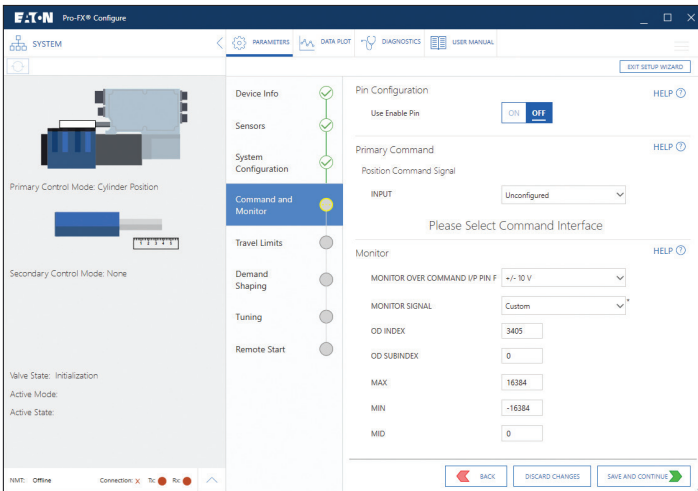 EATON Pro-FX® Configure
SYSTEM
PARAMETERS
DATA PLOT
DIAGNOSTICS
USER MANUAL
EXIT SETUP WIZARD
Primary Control Mode: Cylinder Position
1 2 3 4 5
Secondary Control Mode: None
Valve State: Initialization
Active Mode:
Active State:
NMT: Offline Connection: X Tx: Rx:
Device Info
Sensors
System
Configuration
Command and
Monitor
Travel Limits
Demand
Shaping
Tuning
Remote Start
Pin Configuration HELP ?
Use Enable Pin ON OFF
Primary Command HELP ?
Position Command Signal
INPUT Unconfigured
Please Select Command Interface
Monitor HELP ?
MONITOR OVER COMMAND I/P PIN F +/- 10 V
MONITOR SIGNAL Custom *
OD INDEX 3405
OD SUBINDEX 0
MAX 16384
MIN -16384
MID 0
BACK
DISCARD CHANGES
SAVE AND CONTINUE